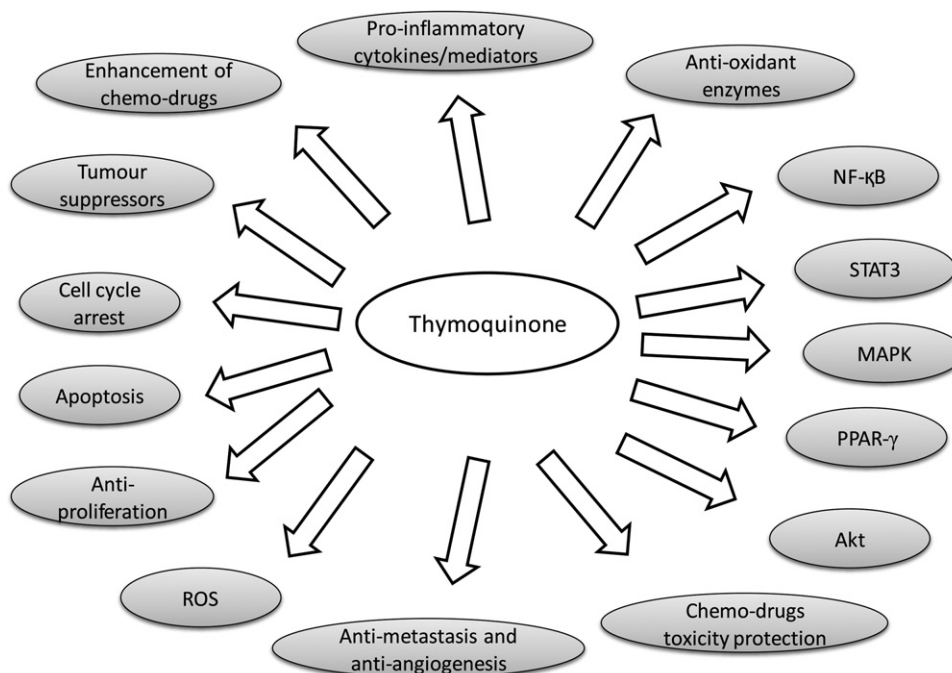 Pro-inflammatory
cytokines/mediators
Enhancement of
chemo-drugs
Anti-oxidant
enzymes
Tumour
suppressors
NF-κB
STAT3
Cell cycle
arrest
Thymoquinone
MAPK
Apoptosis
PPAR-γ
Anti-
proliferation
Akt
ROS
Chemo-drugs
toxicity protection
Anti-metastasis and
anti-angiogenesis